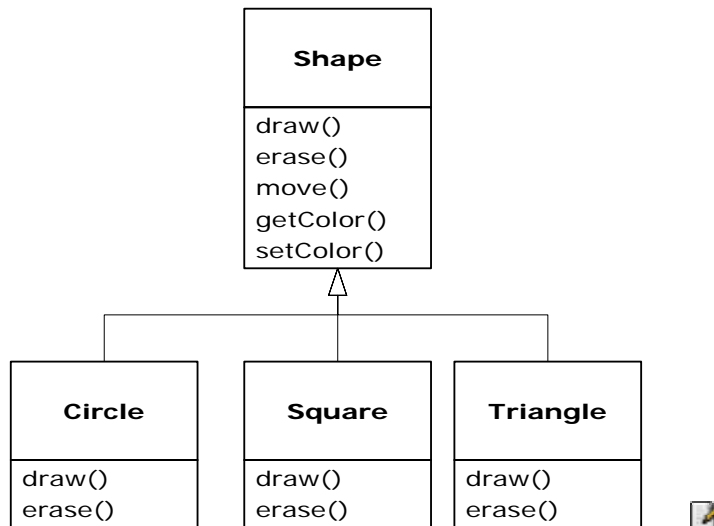 Shape
draw()
erase()
move()
getColor()
setColor()
Circle
draw()
erase()
Square
draw()
erase()
Triangle
draw()
erase()